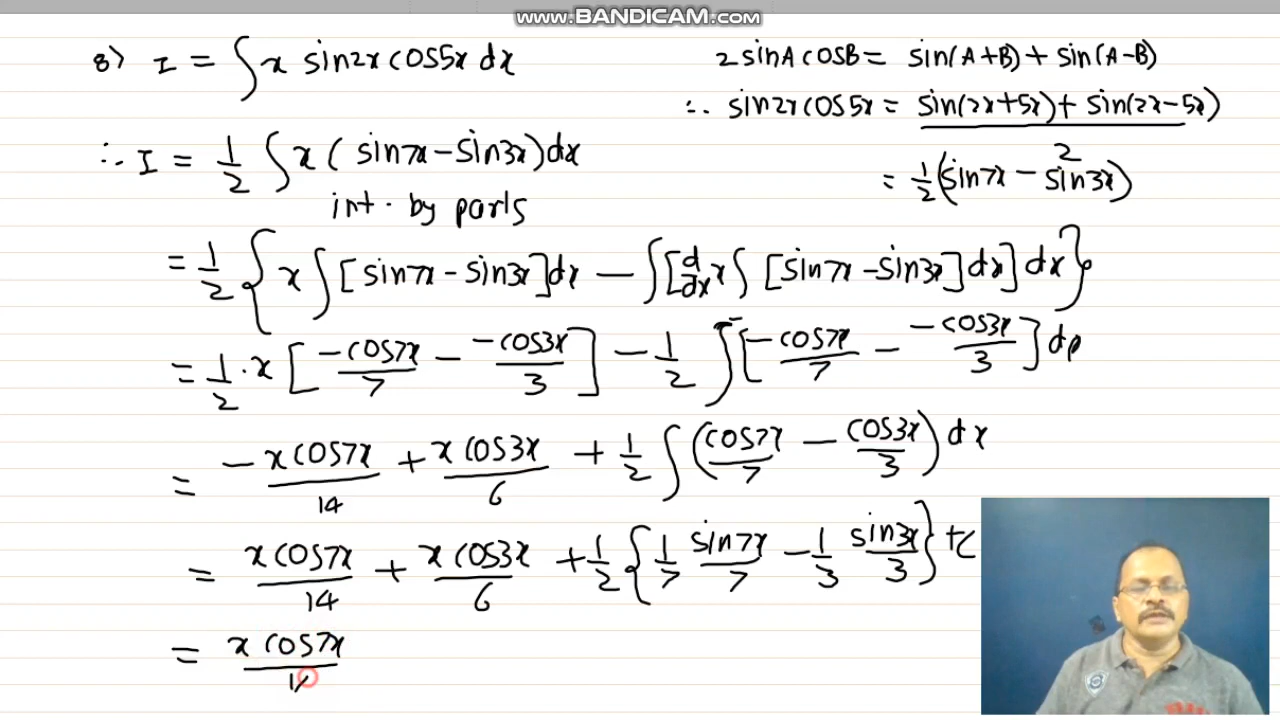 www.BANDICAM.com
8) I = ∫ x sin2x cos5x dx
2 sinA cosB = sin(A+B) + sin(A-B)
∴ sin2x cos5x = sin(2x+5x) + sin(2x-5x) / 2
= 1/2 (sin7x - sin3x)
∴ I = 1/2 ∫ x (sin7x - sin3x) dx
int. by parts
= 1/2 { x ∫ [sin7x - sin3x] dx - ∫ [d/dx x ∫ [sin7x - sin3x] dx] dx }
= 1/2 · x [ -cos7x/7 - -cos3x/3 ] - 1/2 ∫ [ -cos7x/7 - -cos3x/3 ] dx
= - x cos7x/14 + x cos3x/6 + 1/2 ∫ (cos7x/7 - cos3x/3) dx
= x cos7x/14 + x cos3x/6 + 1/2 { 1/7 sin7x/7 - 1/3 sin3x/3 } + c
= x cos7x/1